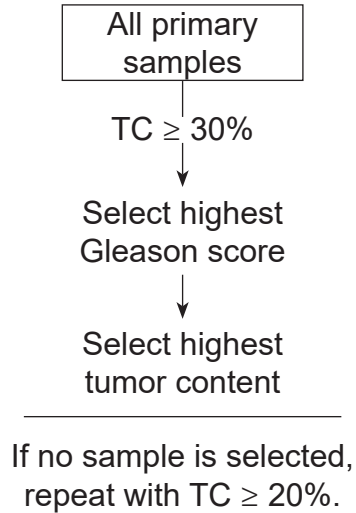 All primary
samples
TC ≥ 30%
Select highest
Gleason score
Select highest
tumor content
If no sample is selected,
repeat with TC ≥ 20%.